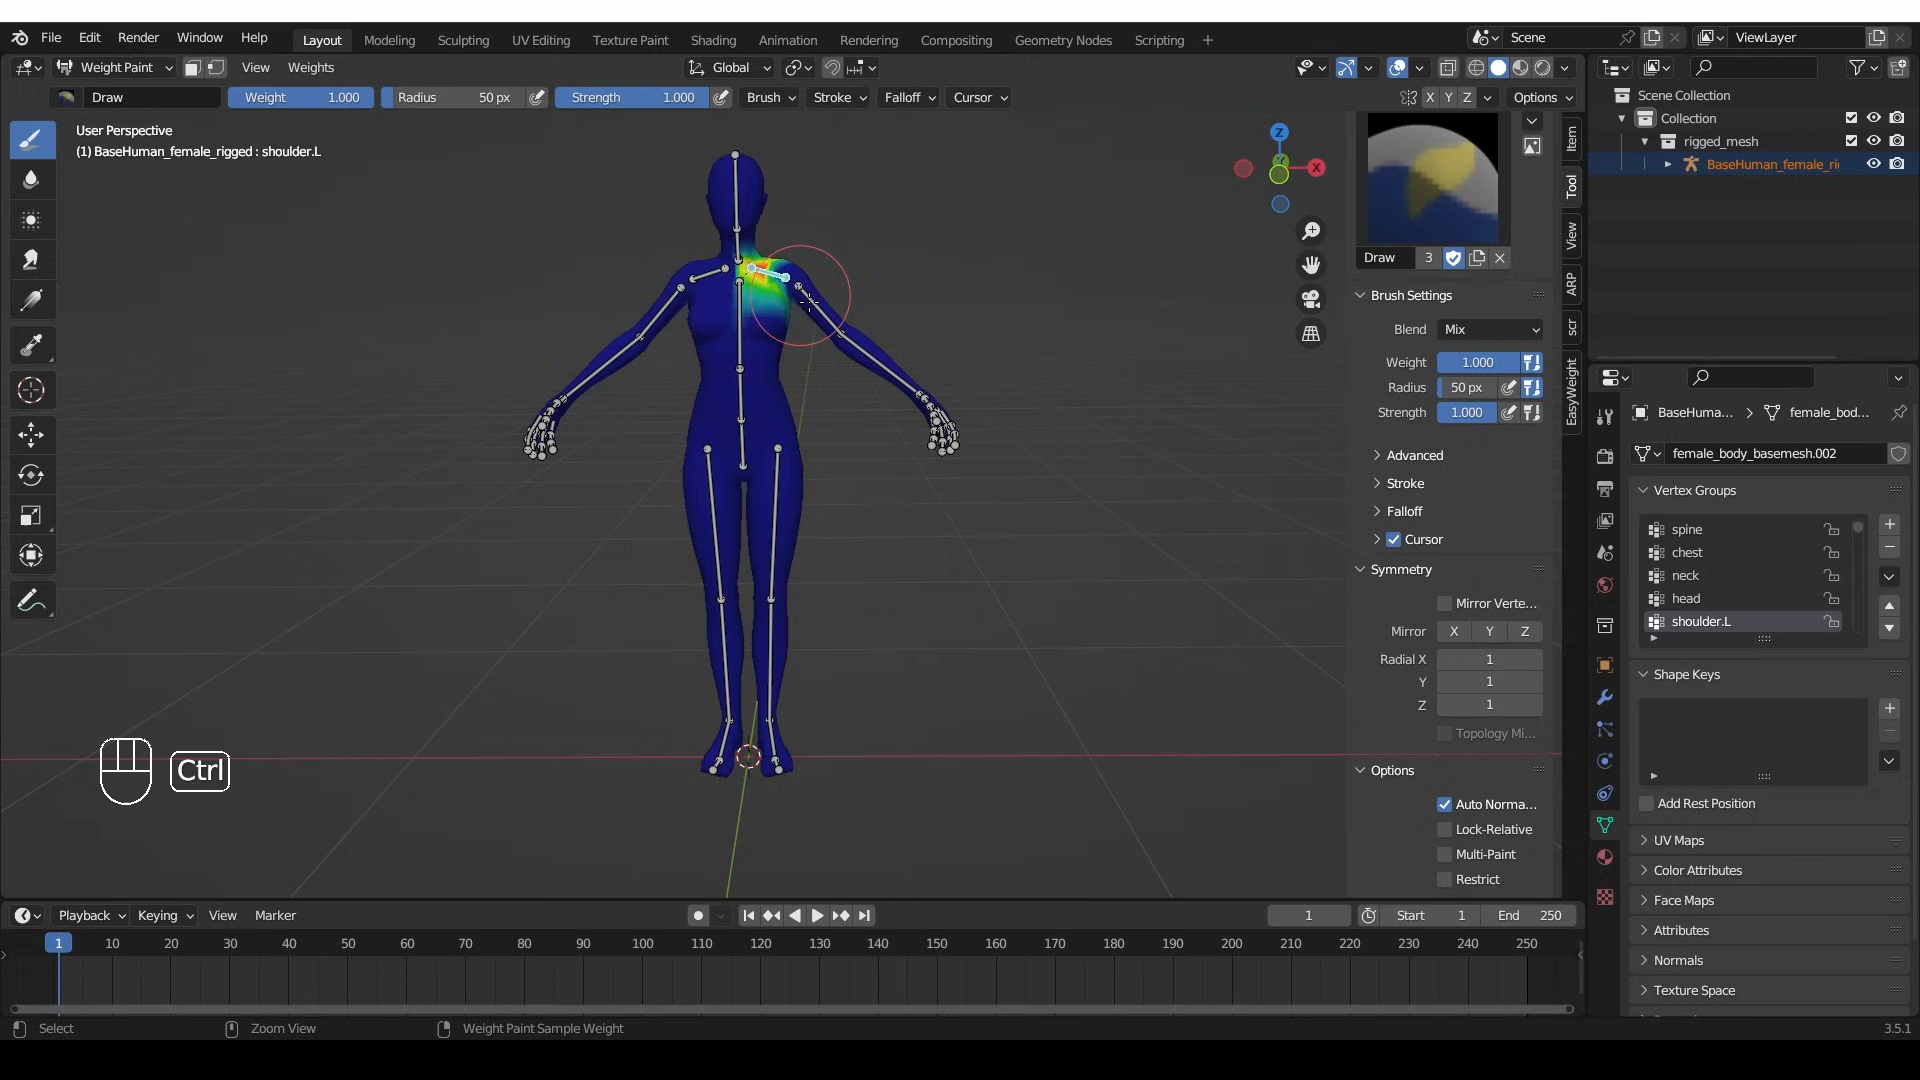 File Edit Render Window Help Layout Modeling Sculpting UV Editing Texture Paint Shading Animation Rendering Compositing Geometry Nodes Scripting + Scene ViewLayer
Weight Paint View Weights Global
Draw Weight 1.000 Radius 50 px Strength 1.000 Brush Stroke Falloff Cursor X Y Z Options
User Perspective
(1) BaseHuman_female_rigged : shoulder.L
Z
Y
X
Item
Tool
View
ARP
scr
EasyWeight
Draw 3
Brush Settings
Blend Mix
Weight 1.000
Radius 50 px
Strength 1.000
Advanced
Stroke
Falloff
Cursor
Symmetry
Mirror Verte...
Mirror X Y Z
Radial X 1
Y 1
Z 1
Topology Mi...
Options
Auto Norma...
Lock-Relative
Multi-Paint
Restrict
Scene Collection
Collection
rigged_mesh
BaseHuman_female_ri
BaseHuma... female_bod...
female_body_basemesh.002
Vertex Groups
spine
chest
neck
head
shoulder.L
Shape Keys
Add Rest Position
UV Maps
Color Attributes
Face Maps
Attributes
Normals
Texture Space
Ctrl
Playback Keying View Marker 1 Start 1 End 250
1 10 20 30 40 50 60 70 80 90 100 110 120 130 140 150 160 170 180 190 200 210 220 230 240 250
Select Zoom View Weight Paint Sample Weight 3.5.1